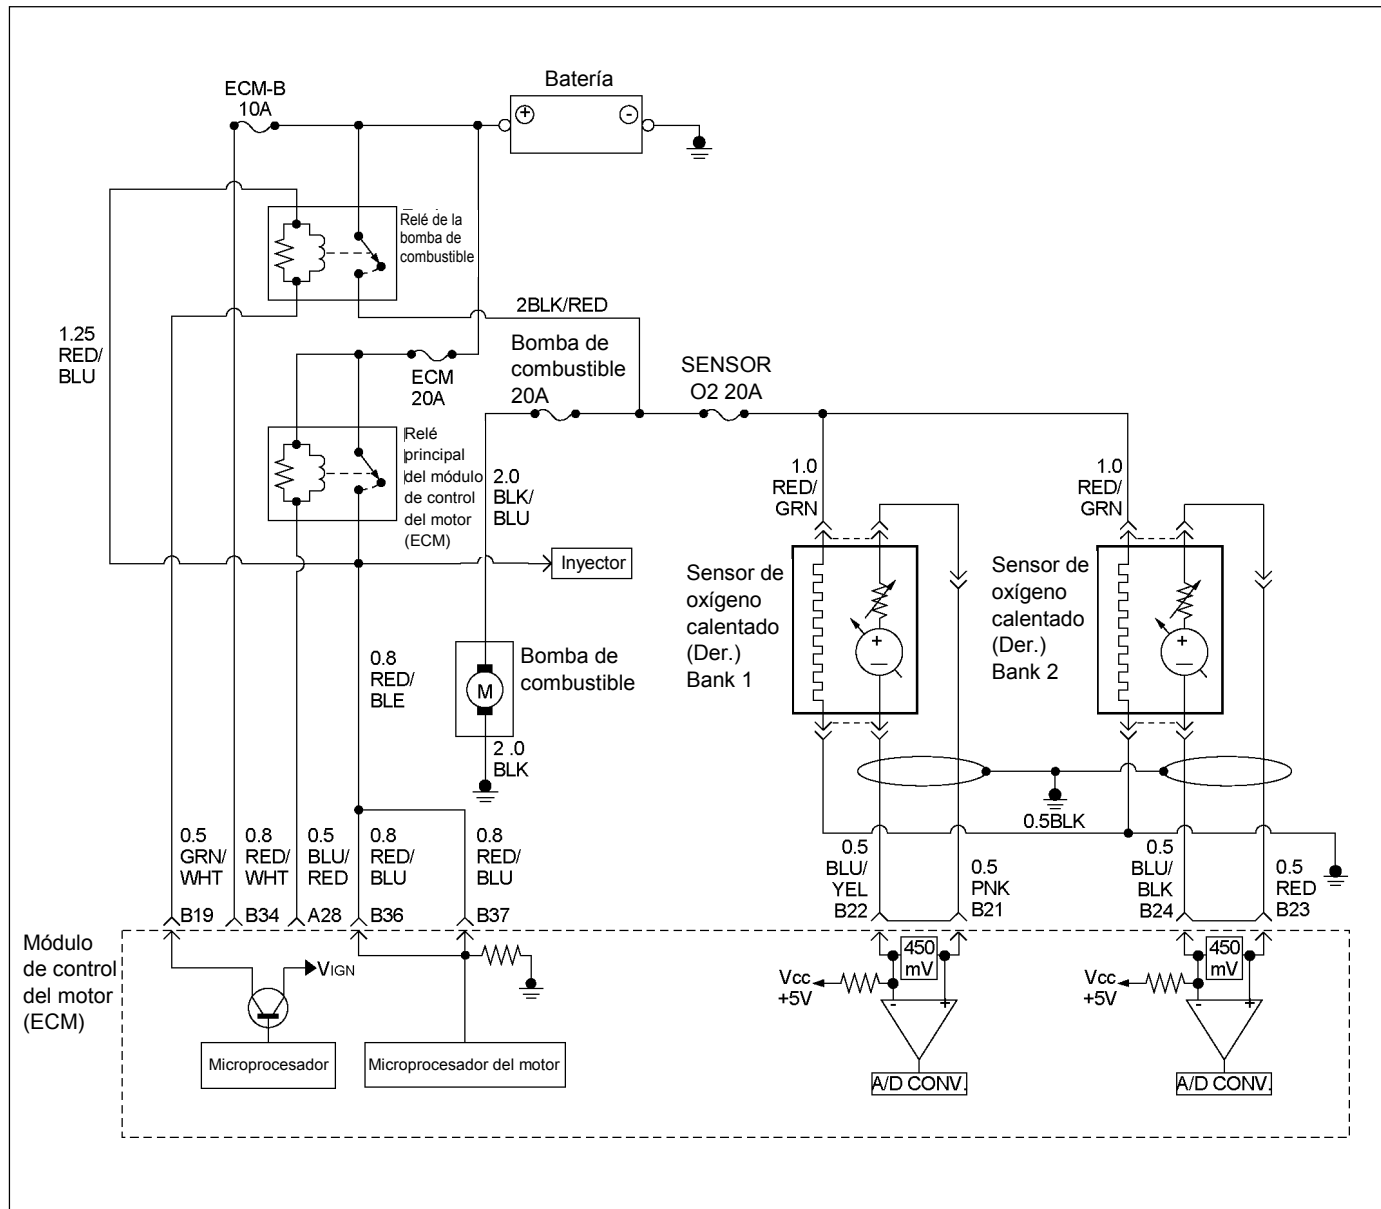 Batería
ECM-B
10A
+
-
Relé de la
bomba de
combustible
1.25
RED/
BLU
2BLK/RED
ECM
20A
Bomba de
combustible
20A
SENSOR
O2 20A
Relé
principal
del módulo
de control
del motor
(ECM)
2.0
BLK/
BLU
1.0
RED/
GRN
1.0
RED/
GRN
Inyector
Sensor de
oxígeno
calentado
(Der.)
Bank 1
+
Sensor de
oxígeno
calentado
(Der.)
Bank 2
+
0.8
RED/
BLE
M
Bomba de
combustible
2 .0
BLK
0.5BLK
0.5
GRN/
WHT
B19
0.8
RED/
WHT
B34
0.5
BLU/
RED
A28
0.8
RED/
BLU
B36
0.8
RED/
BLU
B37
0.5
BLU/
YEL
B22
0.5
PNK
B21
0.5
BLU/
BLK
B24
0.5
RED
B23
Módulo
de control
del motor
(ECM)
VIGN
Microprocesador
Microprocesador del motor
450
mV
Vcc
+5V
- +
A/D CONV.
450
mV
Vcc
+5V
- +
A/D CONV.